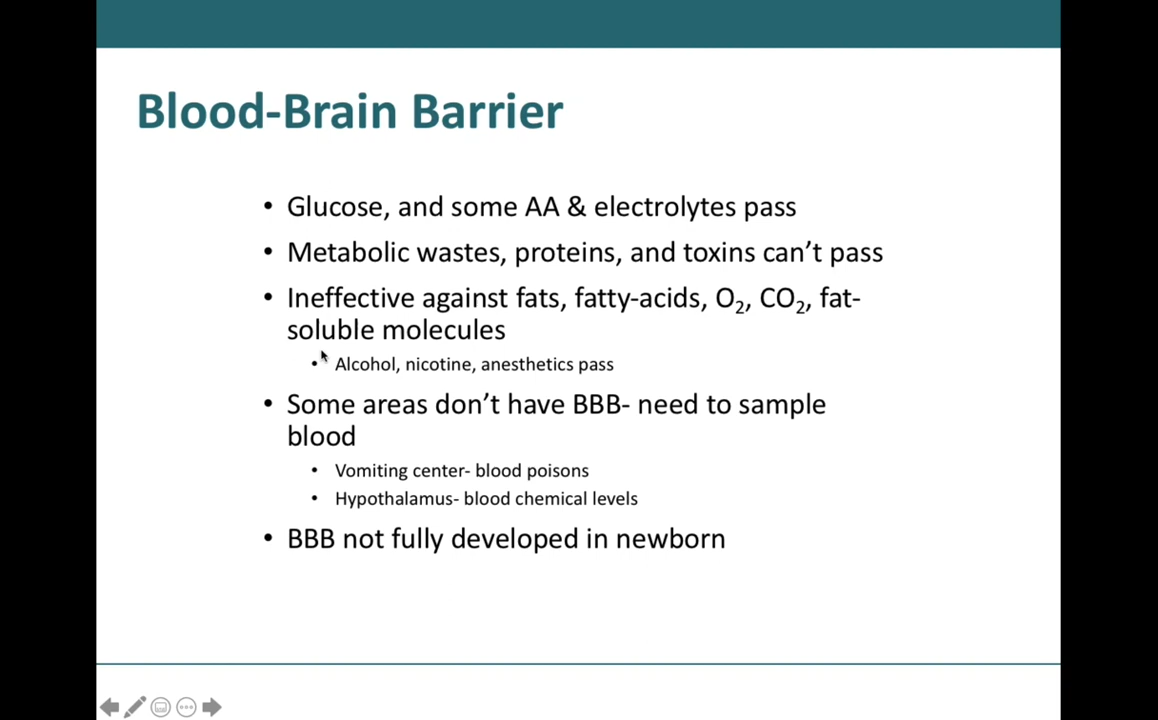 Blood-Brain Barrier
• Glucose, and some AA & electrolytes pass
• Metabolic wastes, proteins, and toxins can’t pass
• Ineffective against fats, fatty-acids, O₂, CO₂, fat-
soluble molecules
• Alcohol, nicotine, anesthetics pass
• Some areas don’t have BBB- need to sample
blood
• Vomiting center- blood poisons
• Hypothalamus- blood chemical levels
• BBB not fully developed in newborn